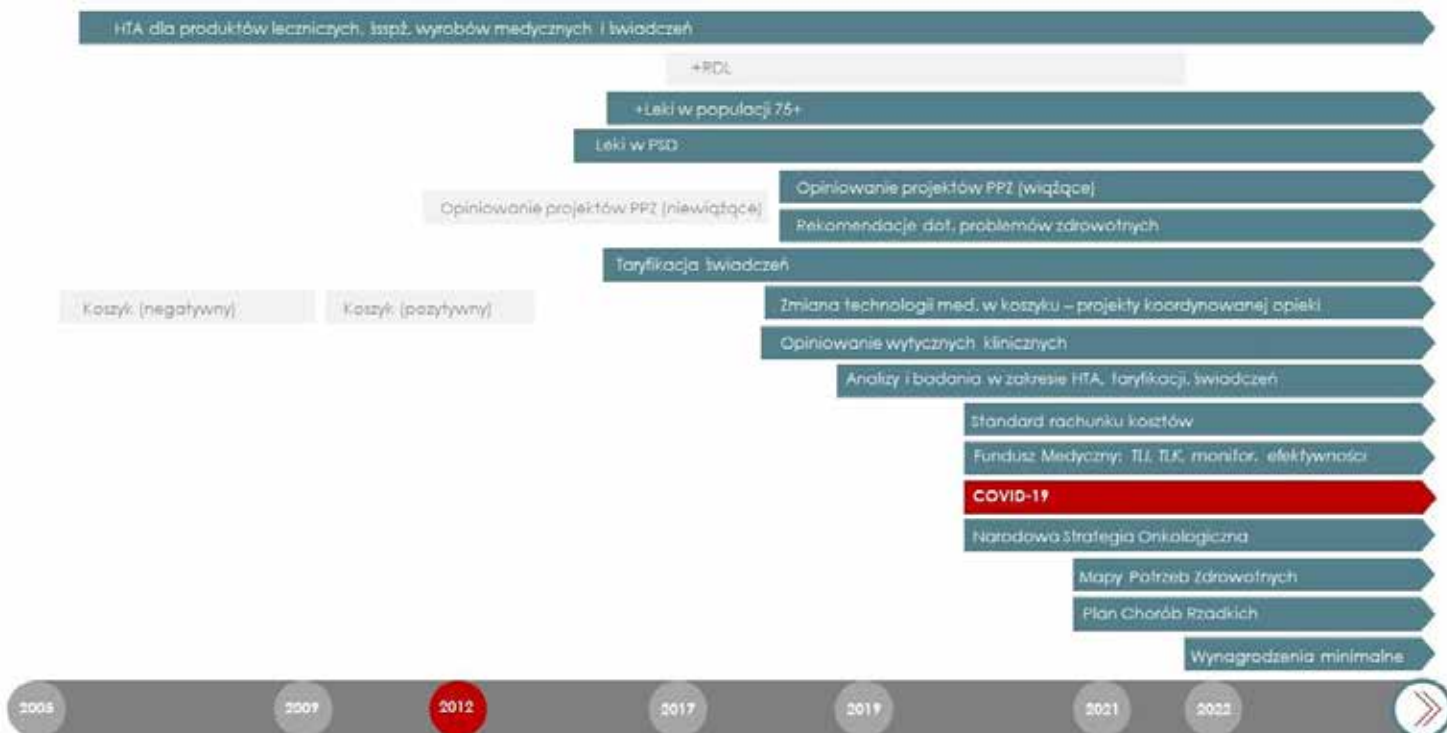 HTA dla produktów leczniczych, śsspż, wyrobów medycznych i świadczeń
+RDL
+Leki w populacji 75+
Leki w PSD
Opiniowanie projektów PPZ (wiążące)
Opiniowanie projektów PPZ (niewiążące)
Rekomendacje dot. problemów zdrowotnych
Taryfikacja świadczeń
Koszyk (negatywny)
Koszyk (pozytywny)
Zmiana technologii med. w koszyku – projekty koordynowanej opieki
Opiniowanie wytycznych klinicznych
Analizy i badania w zakresie HTA, taryfikacji, świadczeń
Standard rachunku kosztów
Fundusz Medyczny: TLI, TLK, monitor. efektywności
COVID-19
Narodowa Strategia Onkologiczna
Mapy Potrzeb Zdrowotnych
Plan Chorób Rzadkich
Wynagrodzenia minimalne
2005
2009
2012
2017
2019
2021
2022